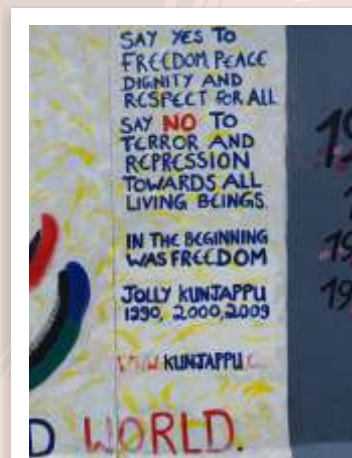 SAY YES TO
FREEDOM PEACE
DIGNITY AND
RESPECT FOR ALL
SAY NO TO
TERROR AND
REPRESSION
TOWARDS ALL
LIVING BEINGS.
IN THE BEGINNING
WAS FREEDOM
JOLLY KUNJAPPU
1990, 2000, 2009
WWW.KUNJAPPU.C
D WORLD.